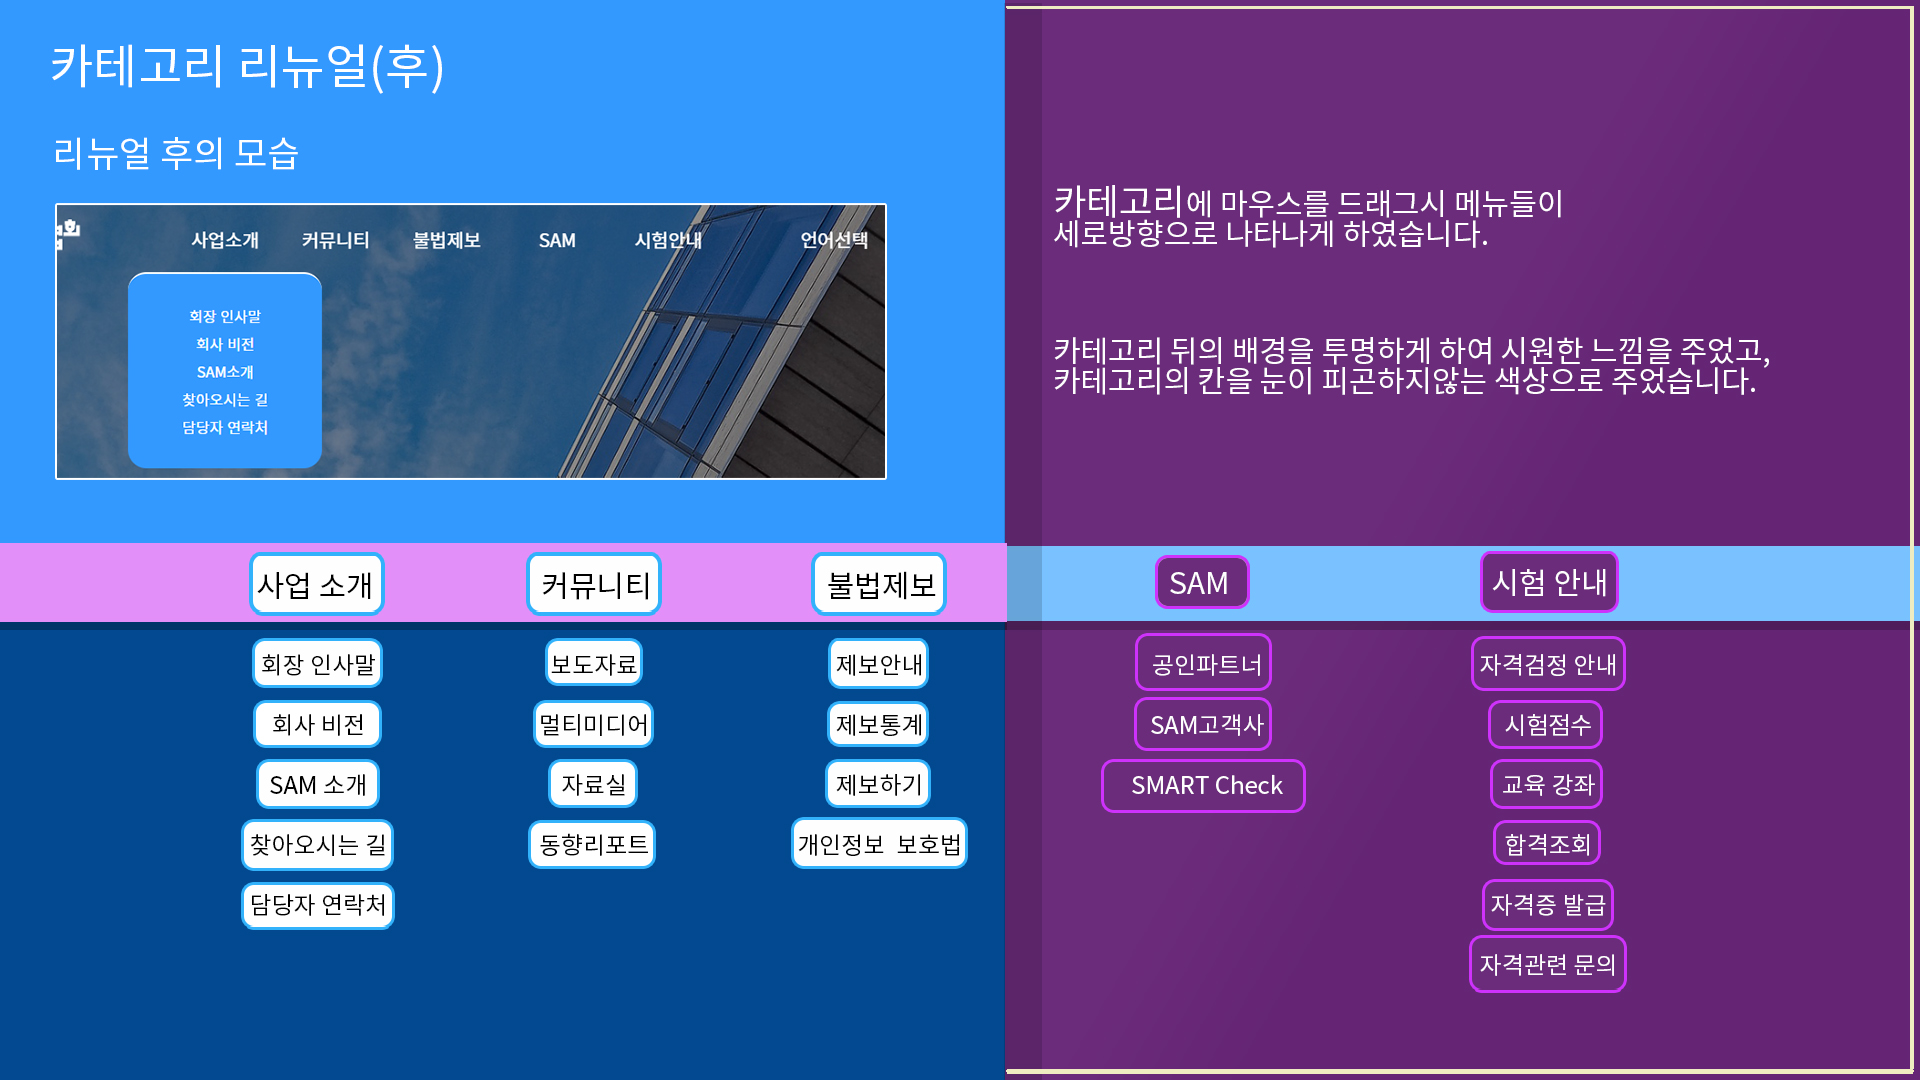 카테고리 리뉴얼(후)
리뉴얼 후의 모습
협회
사업소개 커뮤니티 불법제보 SAM 시험안내 언어선택
회장 인사말
회사 비전
SAM소개
찾아오시는 길
담당자 연락처
카테고리에 마우스를 드래그시 메뉴들이
세로방향으로 나타나게 하였습니다.
카테고리 뒤의 배경을 투명하게 하여 시원한 느낌을 주었고,
카테고리의 칸을 눈이 피곤하지않는 색상으로 주었습니다.
사업 소개
회장 인사말
회사 비전
SAM 소개
찾아오시는 길
담당자 연락처
커뮤니티
보도자료
멀티미디어
자료실
동향리포트
불법제보
제보안내
제보통계
제보하기
개인정보  보호법
SAM
공인파트너
SAM고객사
SMART Check
시험 안내
자격검정 안내
시험점수
교육 강좌
합격조회
자격증 발급
자격관련 문의